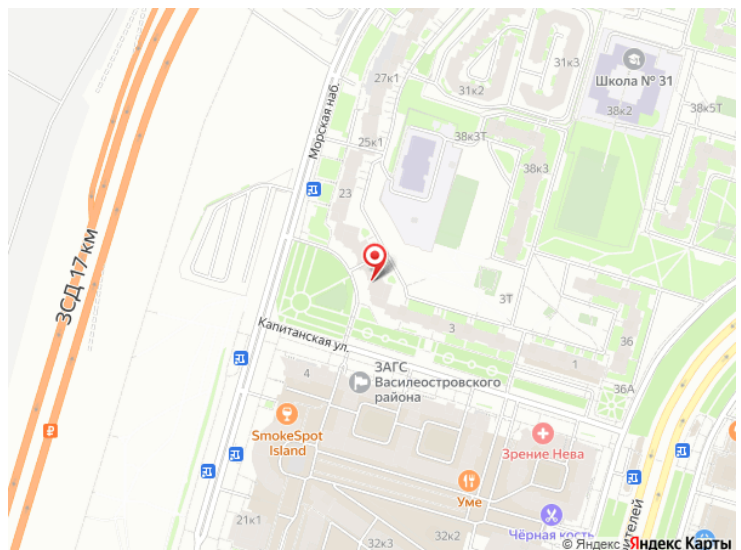 27к1
31к3
Школа № 31
31к2
38к2
38к5Т
Морская наб.
25к1
38к3Т
38к3
23
ЗСД 17 км
3Т
Капитанская ул.
3
36
1
4
ЗАГС
Василеостровского
района
36А
SmokeSpot
Island
Зрение Нева
Уме
21к1
Чёрная кость
32к2
32к3
ителей
© Яндекс Яндекс Карты